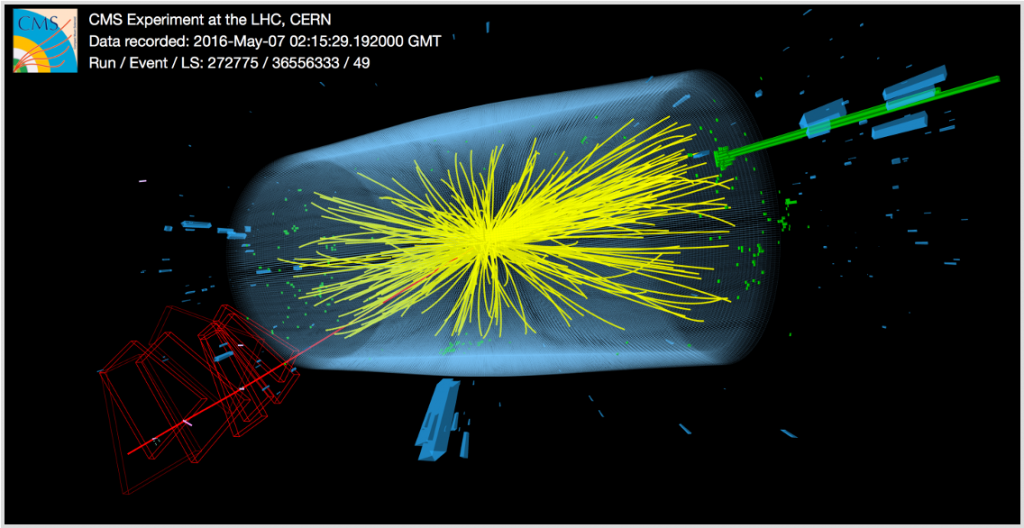 CMS
CMS Experiment at the LHC, CERN
Data recorded: 2016-May-07 02:15:29.192000 GMT
Run / Event / LS: 272775 / 36556333 / 49